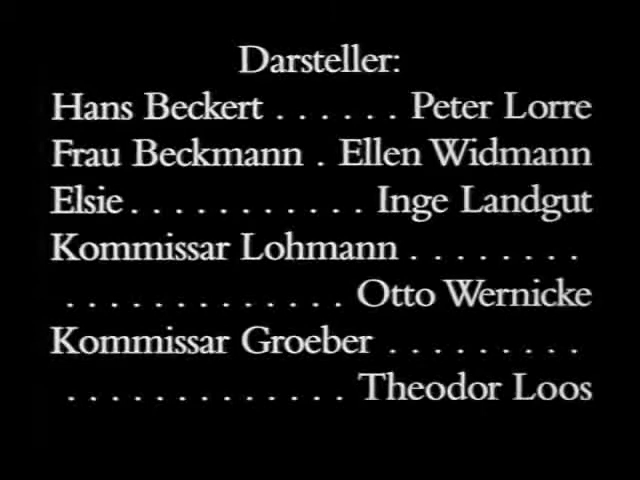 Darsteller:
Hans Beckert . . . . . . Peter Lorre
Frau Beckmann . Ellen Widmann
Elsie . . . . . . . . . . . Inge Landgut
Kommissar Lohmann . . . . . . . .
. . . . . . . . . . . . . Otto Wernicke
Kommissar Groeber . . . . . . . . .
. . . . . . . . . . . . . Theodor Loos